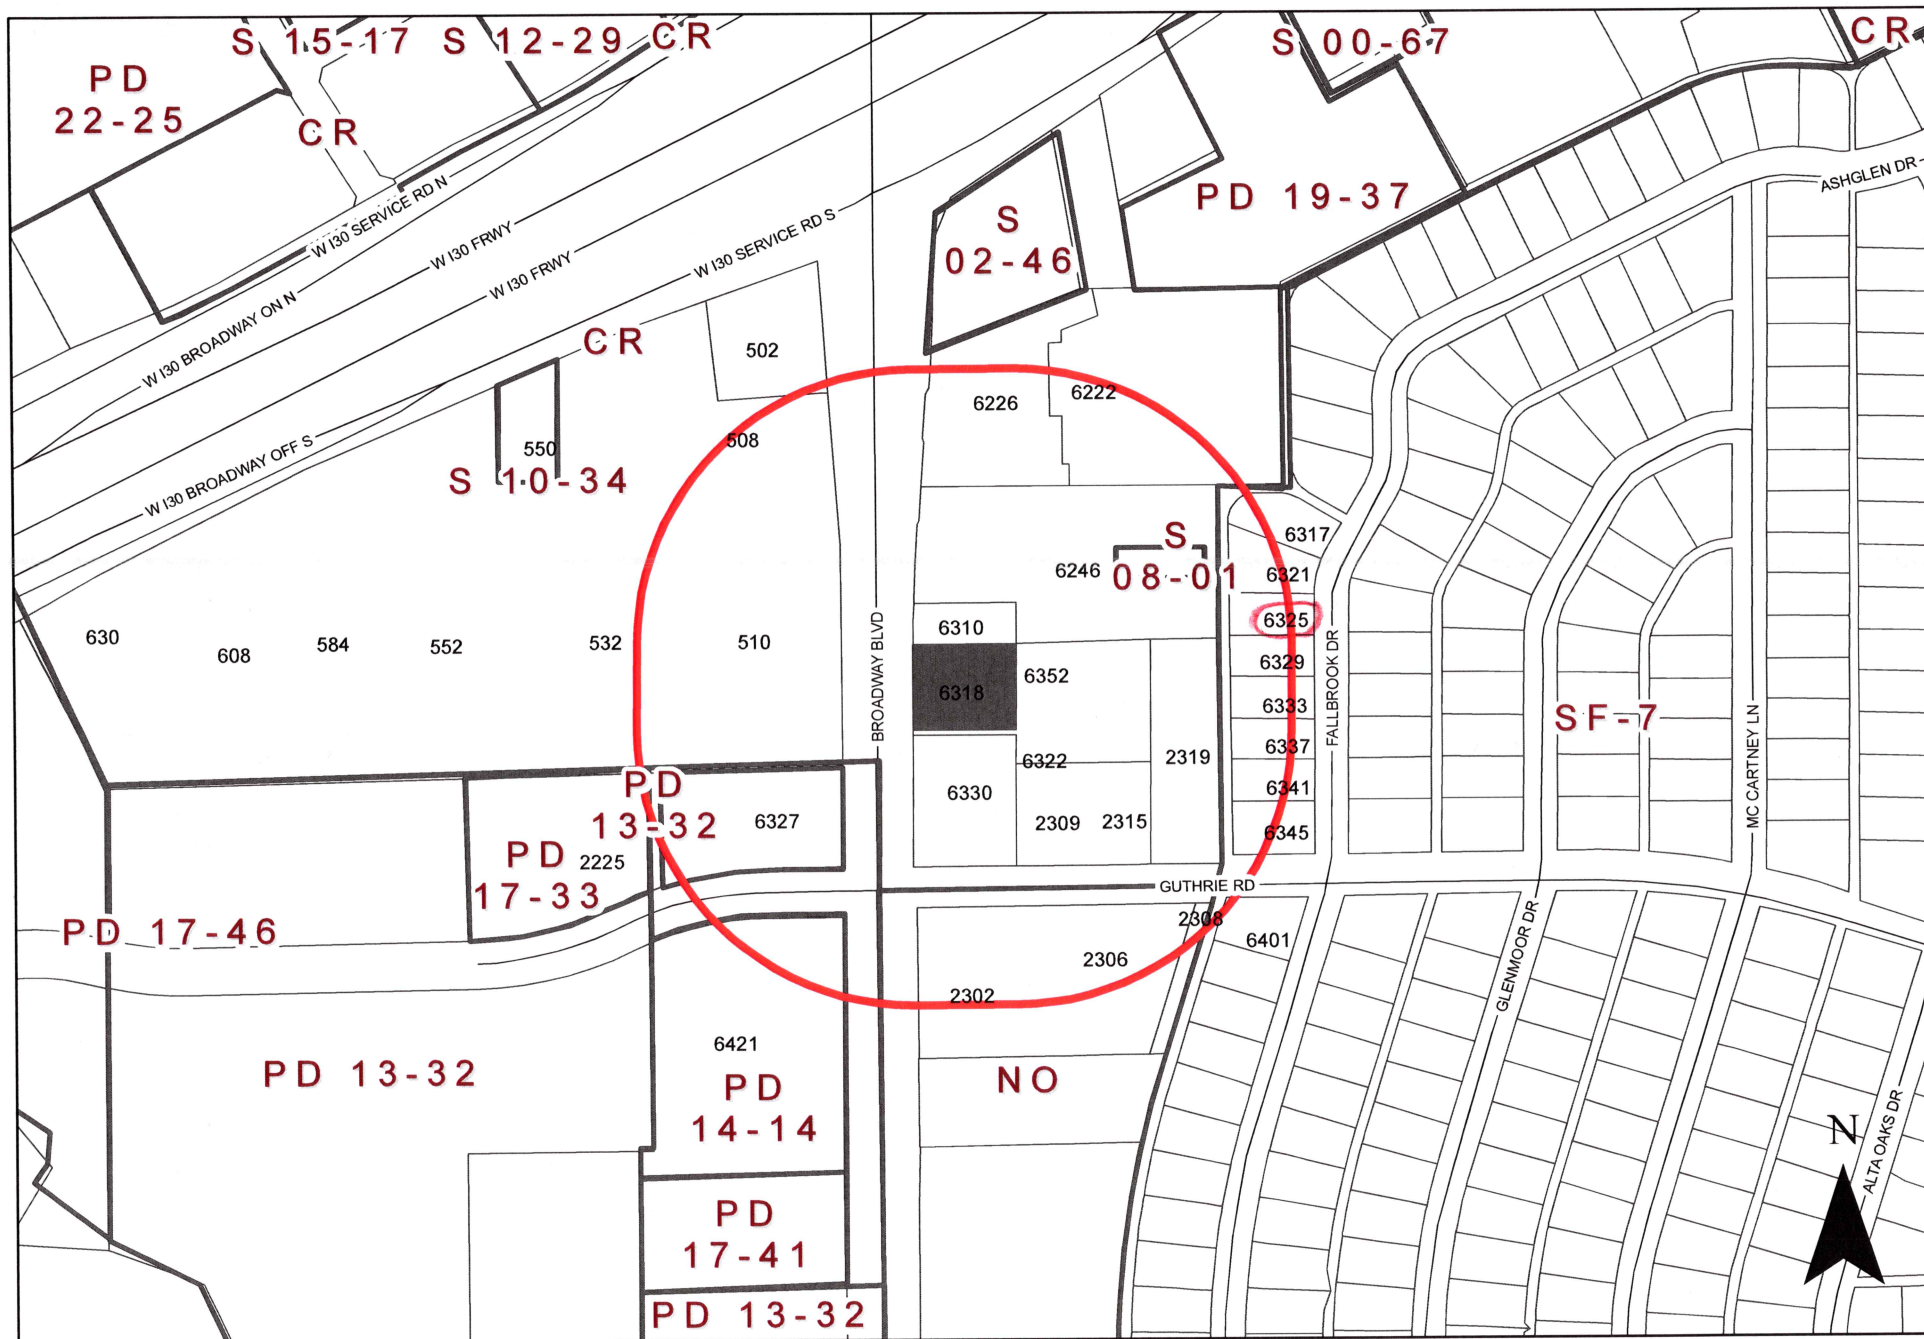 S 15-17
S 12-29
CR
S 00-67
CR
PD
22-25
CR
ASHGLEN DR
PD 19-37
W I30 SERVICE RD N
S
02-46
W I30 FRWY
W I30 SERVICE RD S
W I30 FRWY
W I30 BROADWAY ON N
CR
502
6226
6222
508
550
W I30 BROADWAY OFF S
S 10-34
6317
S
08-01
6246
6321
6325
6310
630
608
584
552
532
510
BROADWAY BLVD
6352
6318
6329
FALLBROOK DR
6333
SF-7
MC CARTNEY LN
6337
6322
2319
6341
PD
13-32
6327
6330
2309
2315
6345
PD
17-33
2225
GUTHRIE RD
2308
PD 17-46
6401
GLENMOOR DR
2306
2302
6421
PD 13-32
PD
14-14
NO
ALTA OAKS DR
N
PD
17-41
PD 13-32